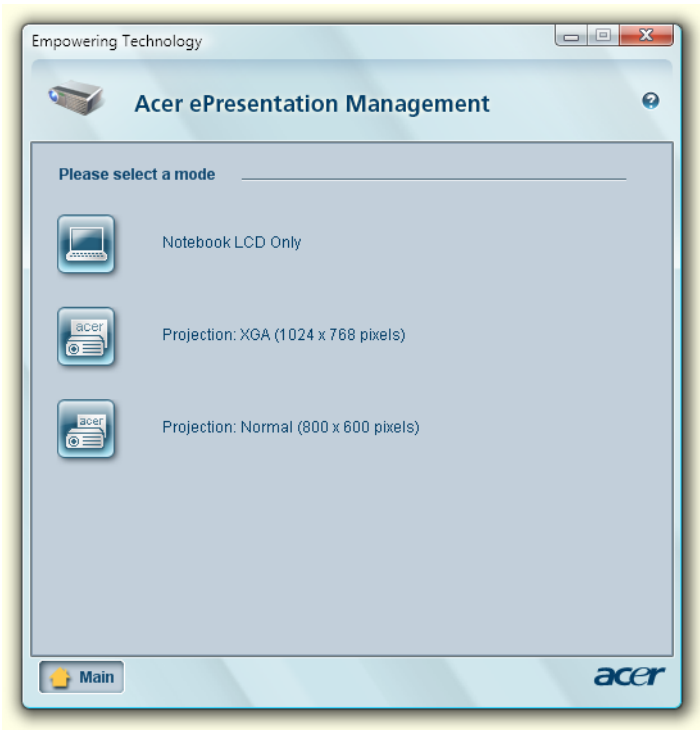 Empowering Technology
Acer ePresentation Management
?
Please select a mode
Notebook LCD Only
acer
Projection: XGA (1024 x 768 pixels)
acer
Projection: Normal (800 x 600 pixels)
Main
acer